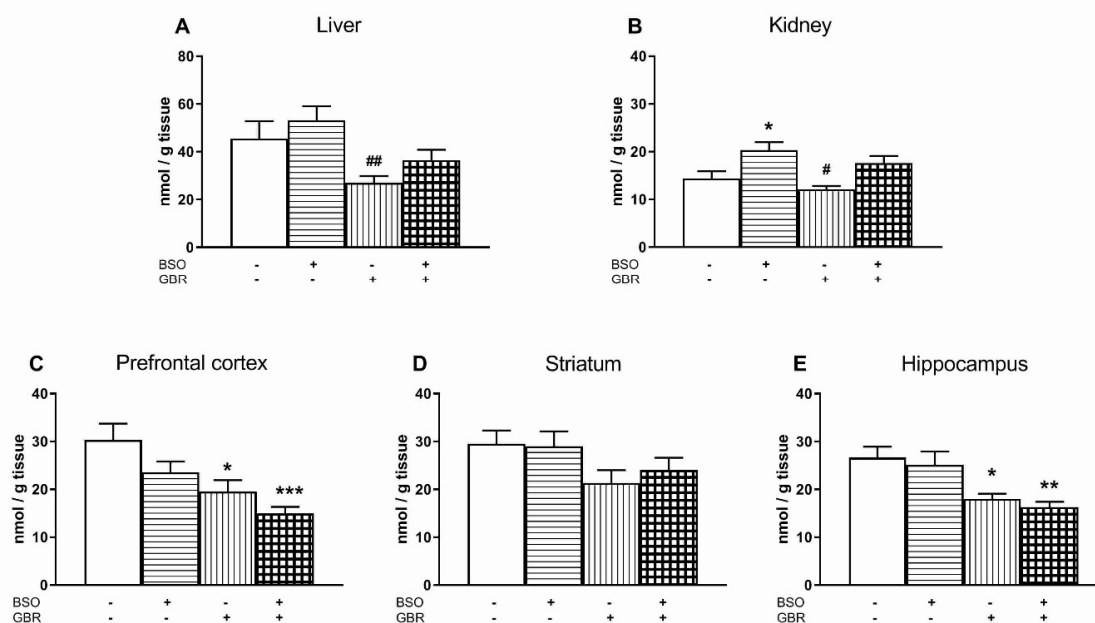 A Liver
80
60
40
20
0
nmol / g tissue
##
BSO - + - +
GBR - - + +
B Kidney
40
30
20
10
0
nmol / g tissue
* #
BSO - + - +
GBR - - + +
C Prefrontal cortex
40
30
20
10
0
nmol / g tissue
* ***
BSO - + - +
GBR - - + +
D Striatum
40
30
20
10
0
nmol / g tissue
BSO - + - +
GBR - - + +
E Hippocampus
40
30
20
10
0
nmol / g tissue
* **
BSO - + - +
GBR - - + +